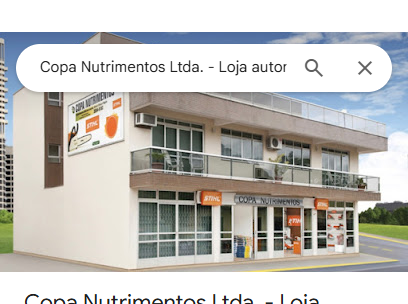 Copa Nutrimentos Ltda. - Loja autor
COPA NUTRIMENTOS
STIHL
STIHL
COPA NUTRIMENTOS
STIHL
STIHL
Copa Nutrimentos Ltda. - Loja